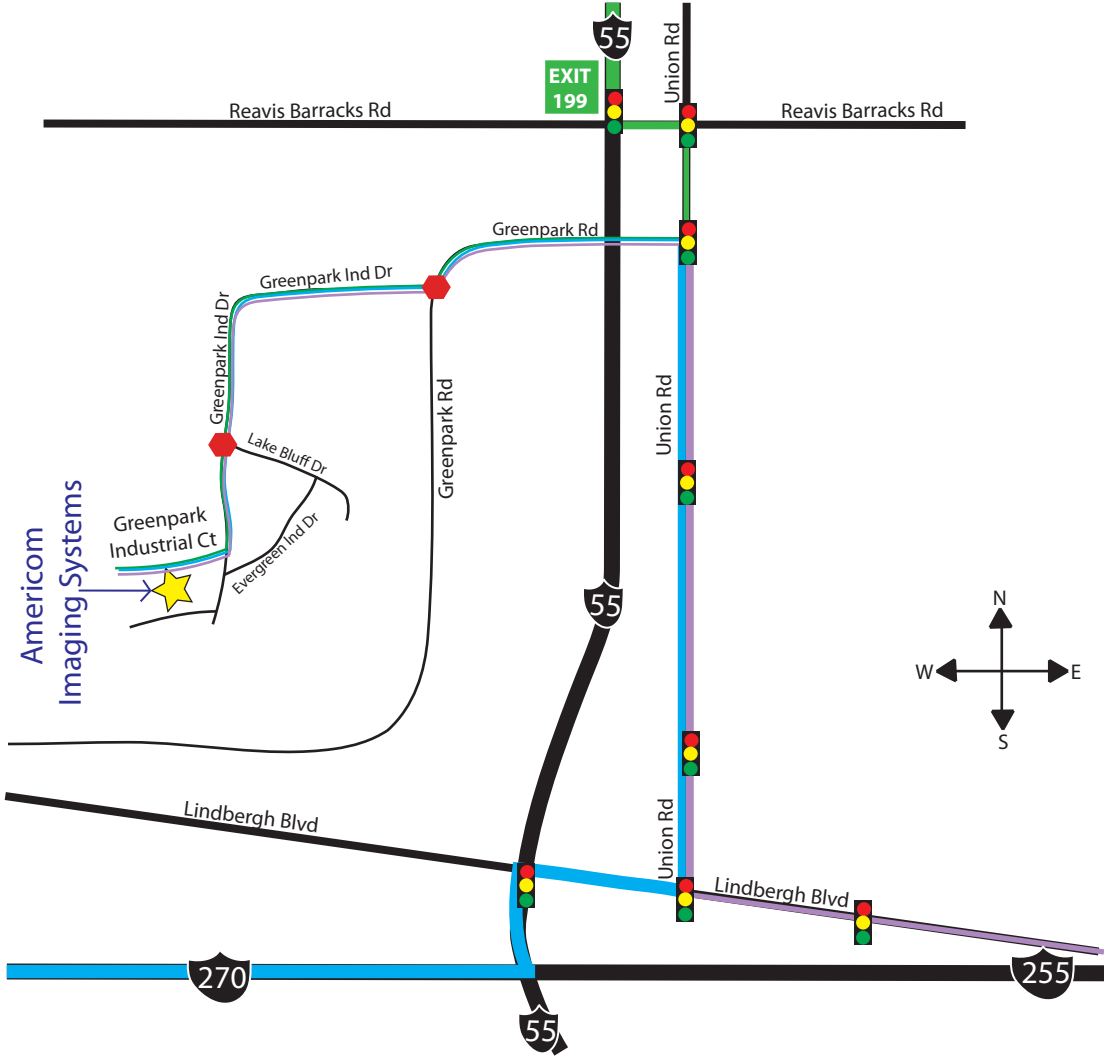 55
Union Rd
EXIT
199
Reavis Barracks Rd
Reavis Barracks Rd
Greenpark Rd
Greenpark Ind Dr
Greenpark Ind Dr
Union Rd
Greenpark Rd
Lake Bluff Dr
Greenpark
Industrial Ct
Evergreen Ind Dr
Americom
Imaging Systems
55
N
W
E
S
Lindbergh Blvd
Union Rd
Lindbergh Blvd
270
255
55